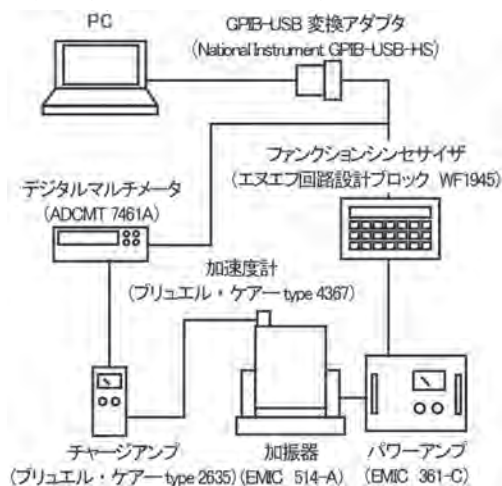 PC
GPIB-USB 変換アダプタ
(National Instrument GPIB-USB-HS)
ファンクションシンセサイザ
(エヌエフ回路設計ブロック WF1945)
デジタルマルチメータ
(ADCMT 7461A)
加速度計
(ブリュエル・ケアー type 4367)
チャージアンプ
(ブリュエル・ケアー type 2635)
加振器
(EMIC 514-A)
パワーアンプ
(EMIC 361-C)